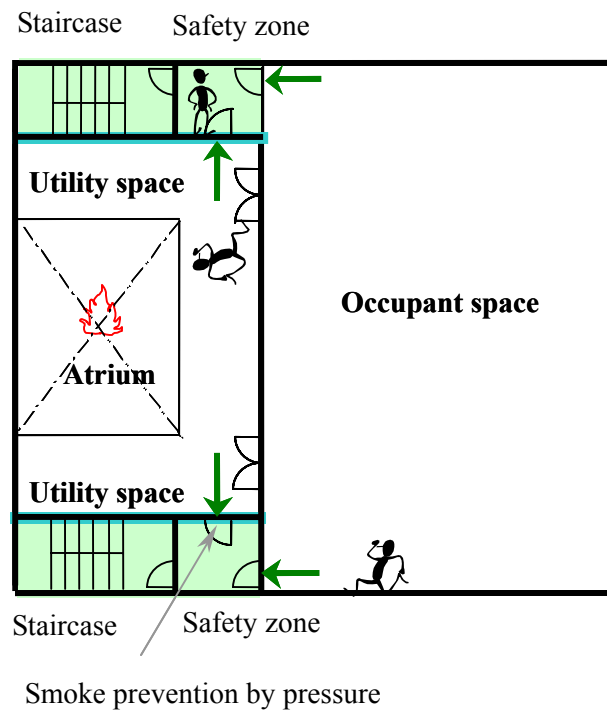 Staircase
Safety zone
Utility space
Occupant space
Atrium
Utility space
Staircase
Safety zone
Smoke prevention by pressure